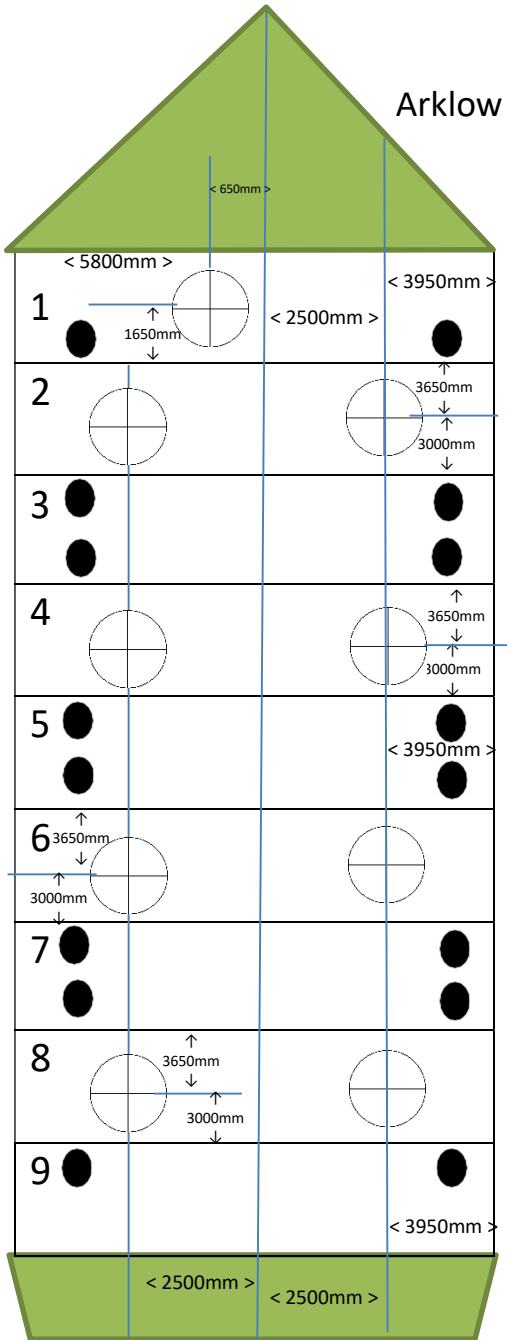 Arklow
< 650mm >
< 5800mm >
< 3950mm >
1
< 2500mm >
1650mm
2
3650mm
3000mm
3
4
3650mm
3000mm
5
< 3950mm >
6
3650mm
3000mm
7
8
3650mm
3000mm
9
< 3950mm >
< 2500mm >
< 2500mm >